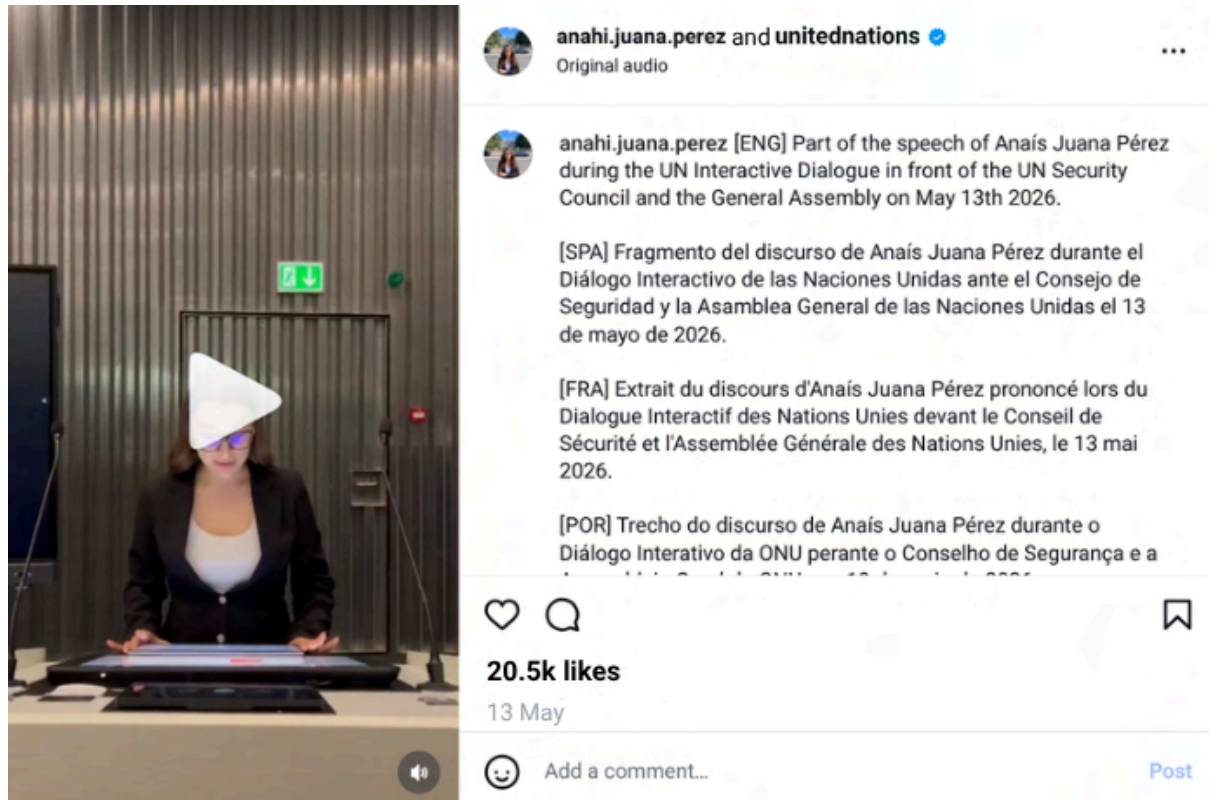 anahi.juana.perez and unitednations
Original audio
anahi.juana.perez [ENG] Part of the speech of Anaís Juana Pérez
during the UN Interactive Dialogue in front of the UN Security
Council and the General Assembly on May 13th 2026.
[SPA] Fragmento del discurso de Anaís Juana Pérez durante el
Diálogo Interactivo de las Naciones Unidas ante el Consejo de
Seguridad y la Asamblea General de las Naciones Unidas el 13
de mayo de 2026.
[FRA] Extrait du discours d'Anaís Juana Pérez prononcé lors du
Dialogue Interactif des Nations Unies devant le Conseil de
Sécurité et l'Assemblée Générale des Nations Unies, le 13 mai
2026.
[POR] Trecho do discurso de Anaís Juana Pérez durante o
Diálogo Interativo da ONU perante o Conselho de Segurança e a
20.5k likes
13 May
Add a comment...
Post